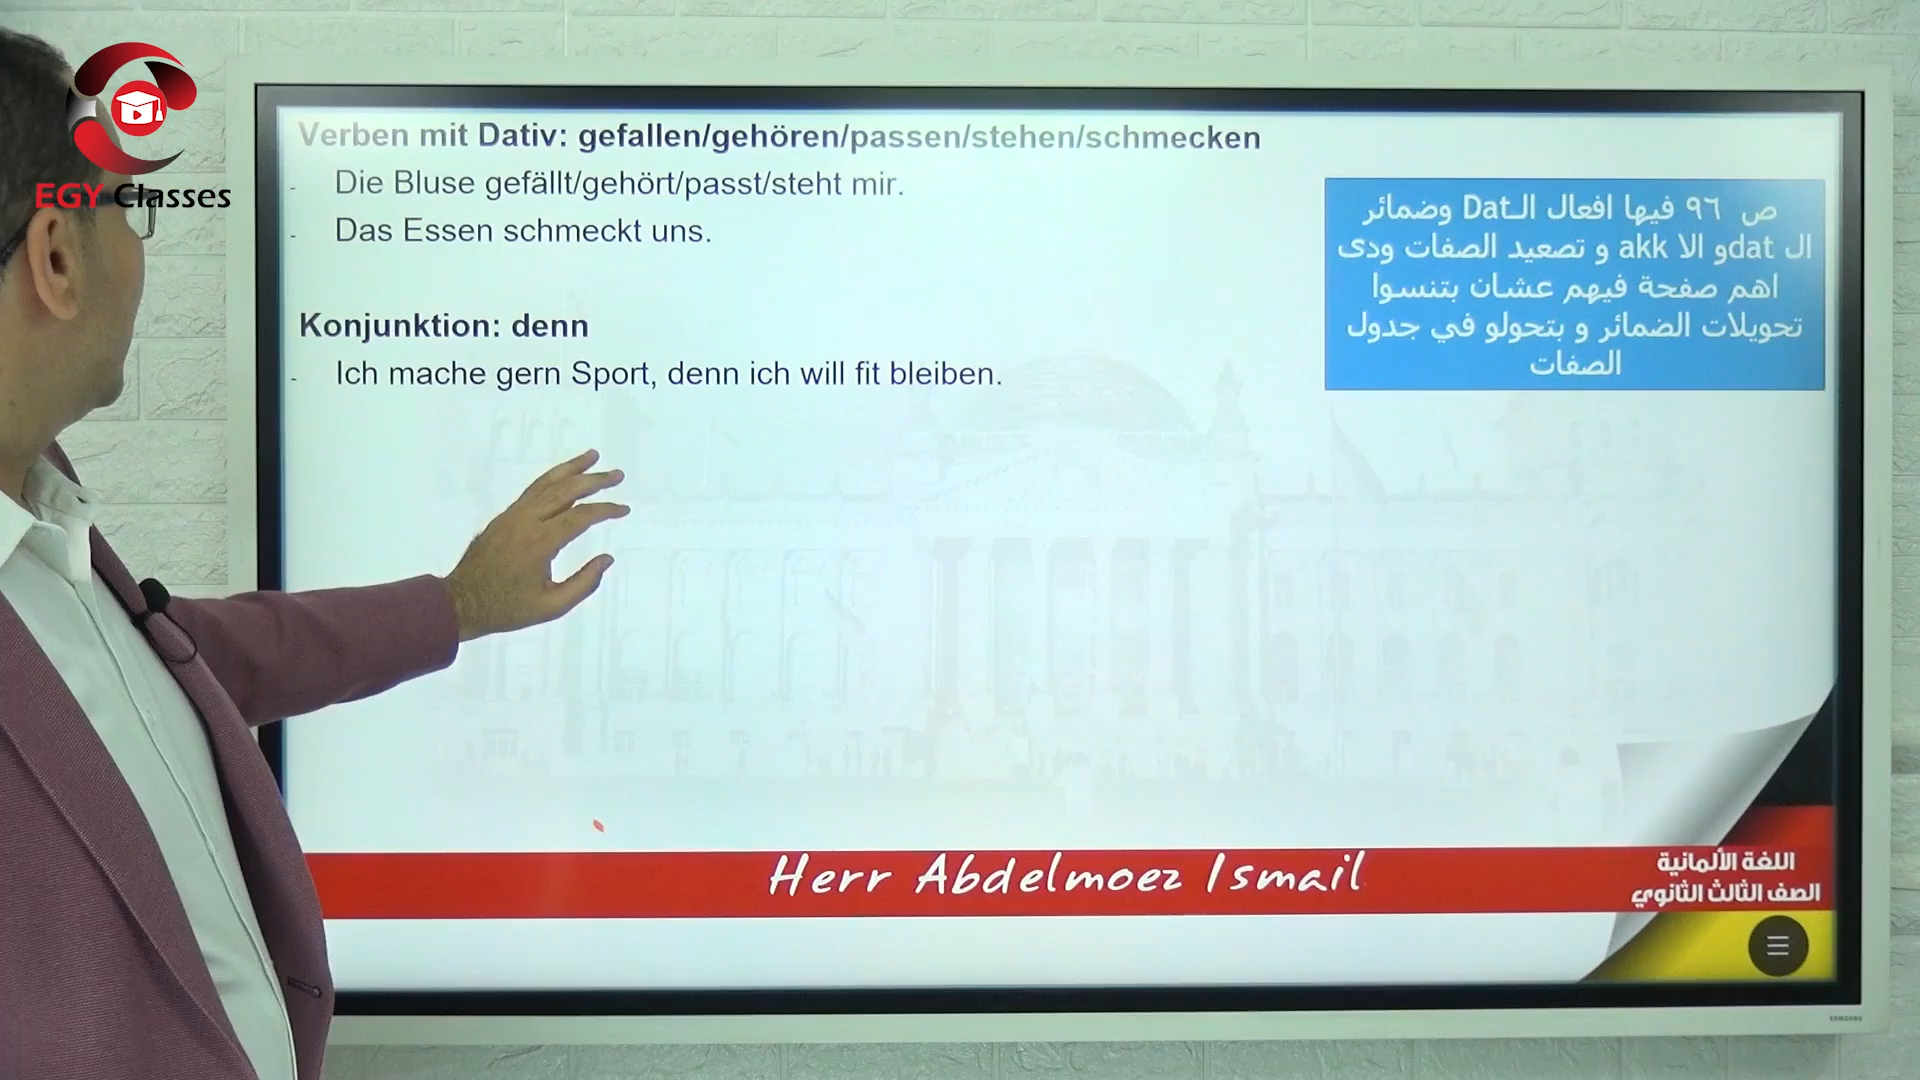 EGY Classes
Verben mit Dativ: gefallen/gehören/passen/stehen/schmecken
- Die Bluse gefällt/gehört/passt/steht mir.
- Das Essen schmeckt uns.
Konjunktion: denn
- Ich mache gern Sport, denn ich will fit bleiben.
ص ٩٦ فيها افعال الـDat وضمائر
ال datو الا akk و تصعيد الصفات ودى
اهم صفحة فيهم عشان بتنسوا
تحويلات الضمائر و بتحولو في جدول
الصفات
Herr Abdelmoez Ismail
اللغة الألمانية
الصف الثالث الثانوي
SAMSUNG